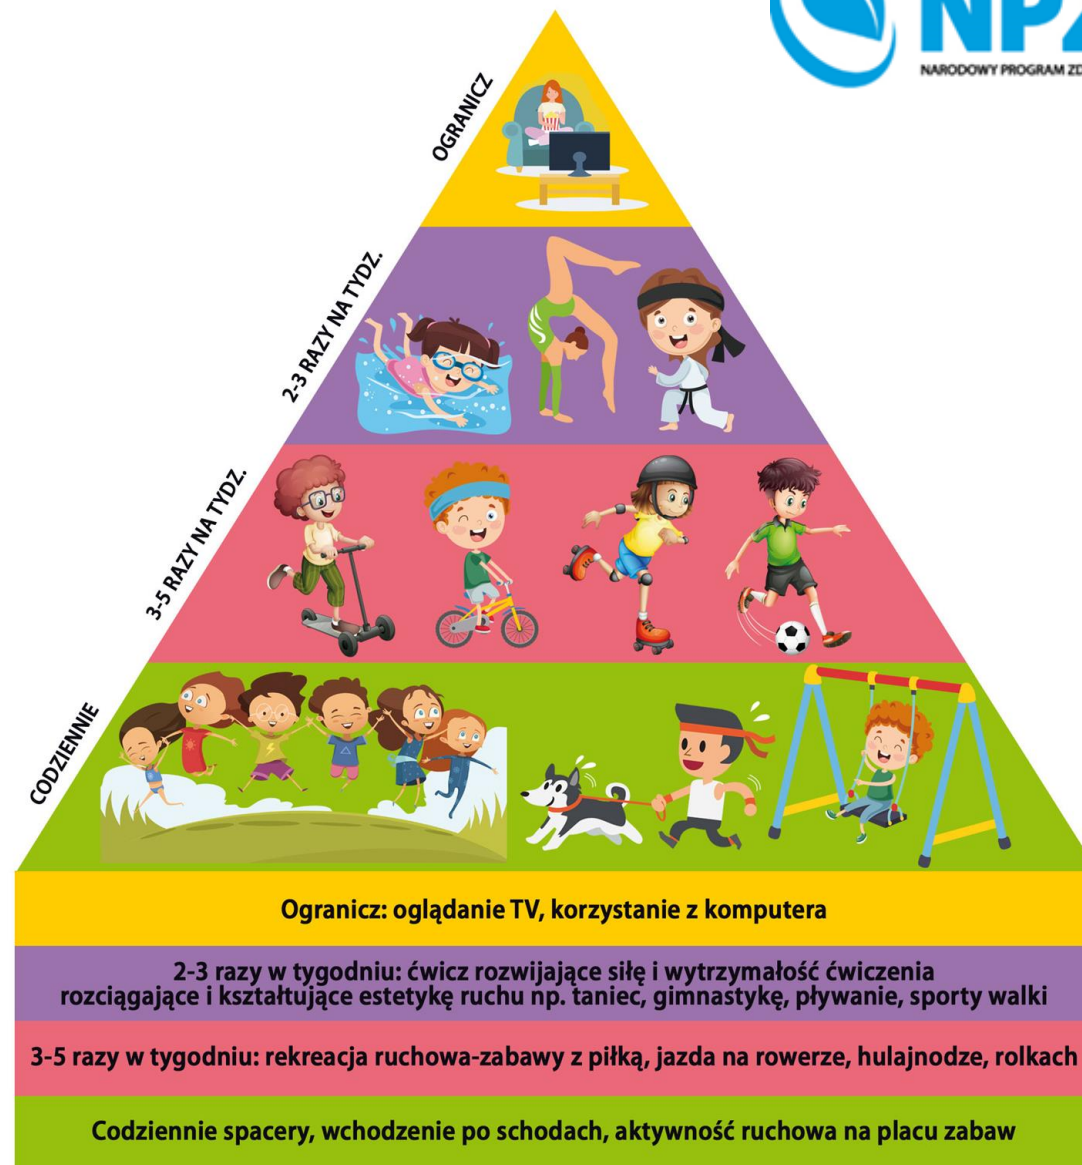 NARODOWY PROGRAM
OGRANICZ
2-3 RAZY NA TYDZ.
3-5 RAZY NA TYDZ.
CODZIENNIE
Ogranicz: oglądanie TV, korzystanie z komputera
2-3 razy w tygodniu: ćwicz rozwijające siłę i wytrzymałość ćwiczenia
rozciągające i kształtujące estetykę ruchu np. taniec, gimnastykę, pływanie, sporty walki
3-5 razy w tygodniu: rekreacja ruchowa-zabawy z piłką, jazda na rowerze, hulajnodze, rolkach
Codziennie spacery, wchodzenie po schodach, aktywność ruchowa na placu zabaw